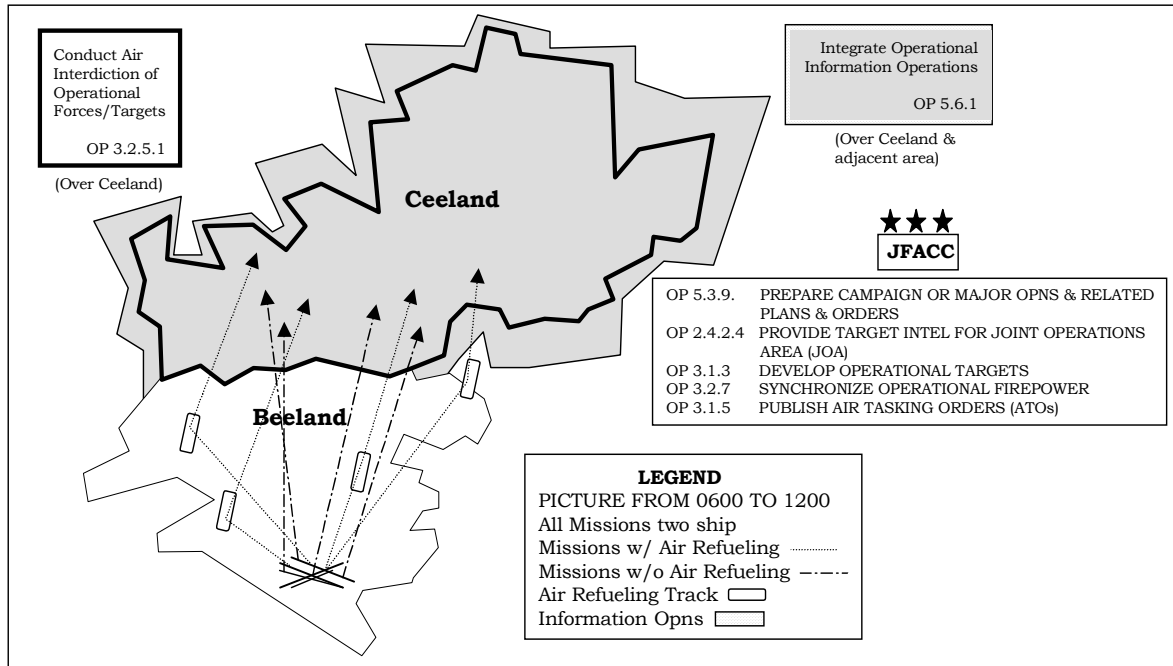 Conduct Air
Interdiction of
Operational
Forces/Targets
OP 3.2.5.1
(Over Ceeland)
Integrate Operational
Information Operations
OP 5.6.1
(Over Ceeland &
adjacent area)
Ceeland
Beeland
JFACC
OP 5.3.9. PREPARE CAMPAIGN OR MAJOR OPNS & RELATED
PLANS & ORDERS
OP 2.4.2.4 PROVIDE TARGET INTEL FOR JOINT OPERATIONS
AREA (JOA)
OP 3.1.3 DEVELOP OPERATIONAL TARGETS
OP 3.2.7 SYNCHRONIZE OPERATIONAL FIREPOWER
OP 3.1.5 PUBLISH AIR TASKING ORDERS (ATOs)
LEGEND
PICTURE FROM 0600 TO 1200
All Missions two ship
Missions w/ Air Refueling
Missions w/o Air Refueling
Air Refueling Track
Information Opns